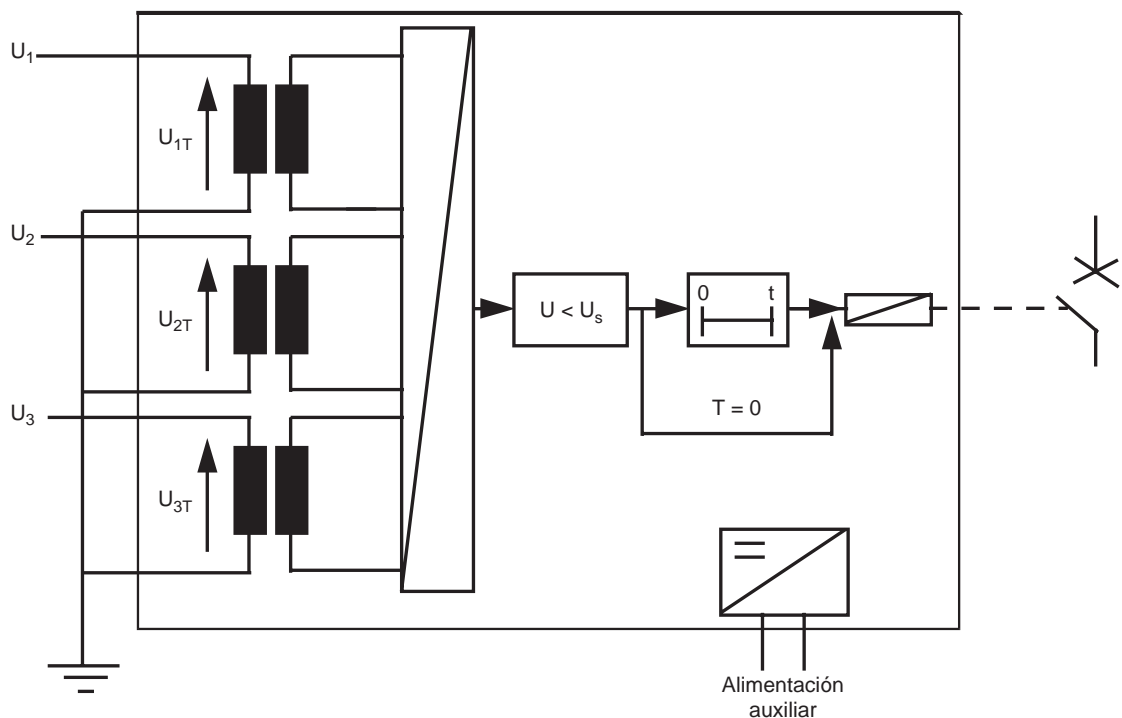 U1
U1T
U2
U2T
U < Us
0 t
T = 0
U3
U3T
Alimentación
auxiliar